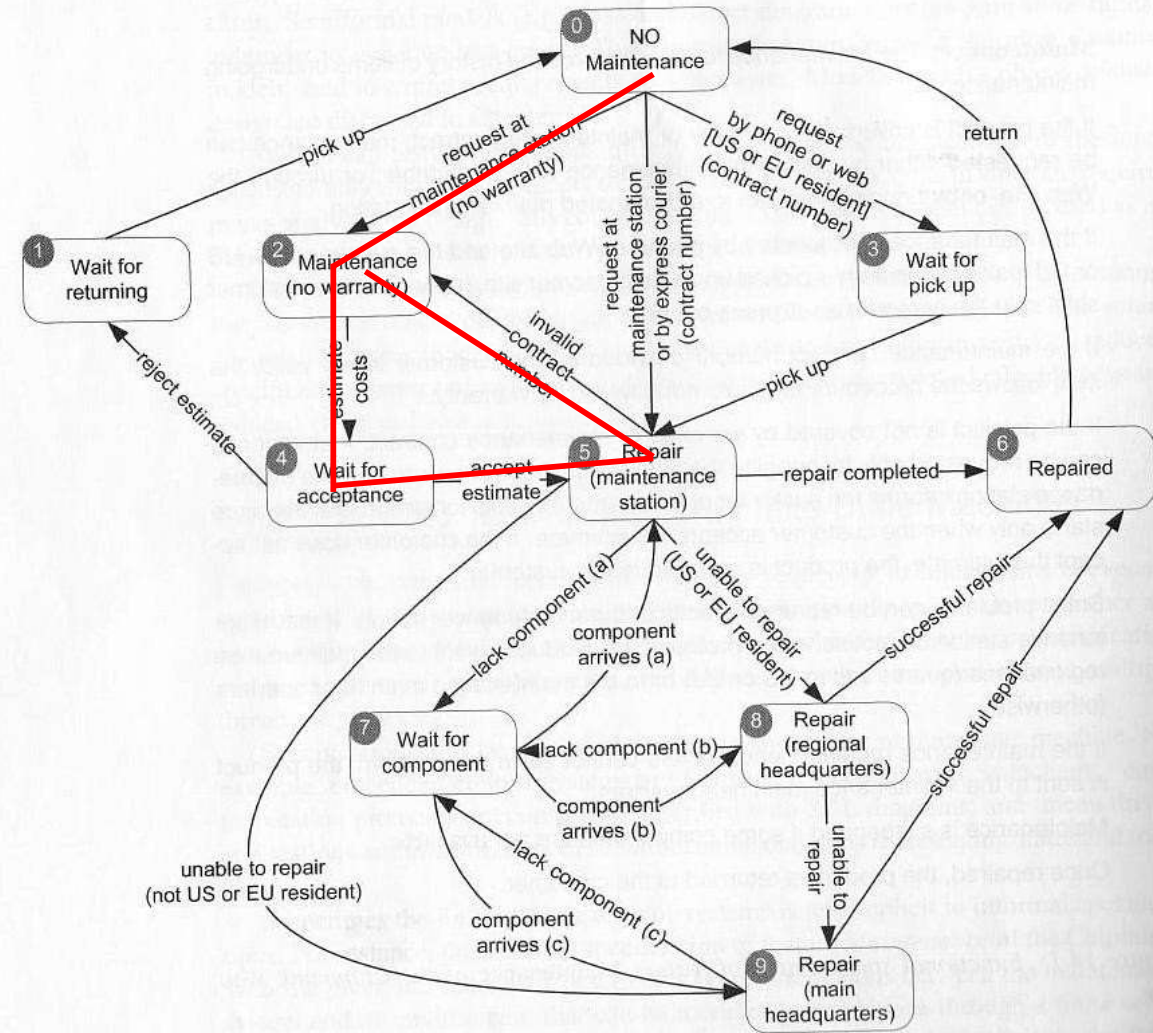 0
NO
Maintenance
pick up
request at
maintenance station
(no warranty)
request at
maintenance station
or by express courier
(contract number)
request
by phone or web
[US or EU resident]
(contract number)
return
1
Wait for
returning
2
Maintenance
(no warranty)
3
Wait for
pick up
reject estimate
estimate
costs
invalid
contract
number
pick up
4
Wait for
acceptance
accept
estimate
5
Repair
(maintenance
station)
repair completed
6
Repaired
lack component (a)
component
arrives (a)
unable to repair
(US or EU resident)
successful repair
successful repair
7
Wait for
component
lack component (b)
component
arrives (b)
8
Repair
(regional
headquarters)
unable to repair
(not US or EU resident)
lack component (c)
component
arrives (c)
unable to
repair
9
Repair
(main
headquarters)